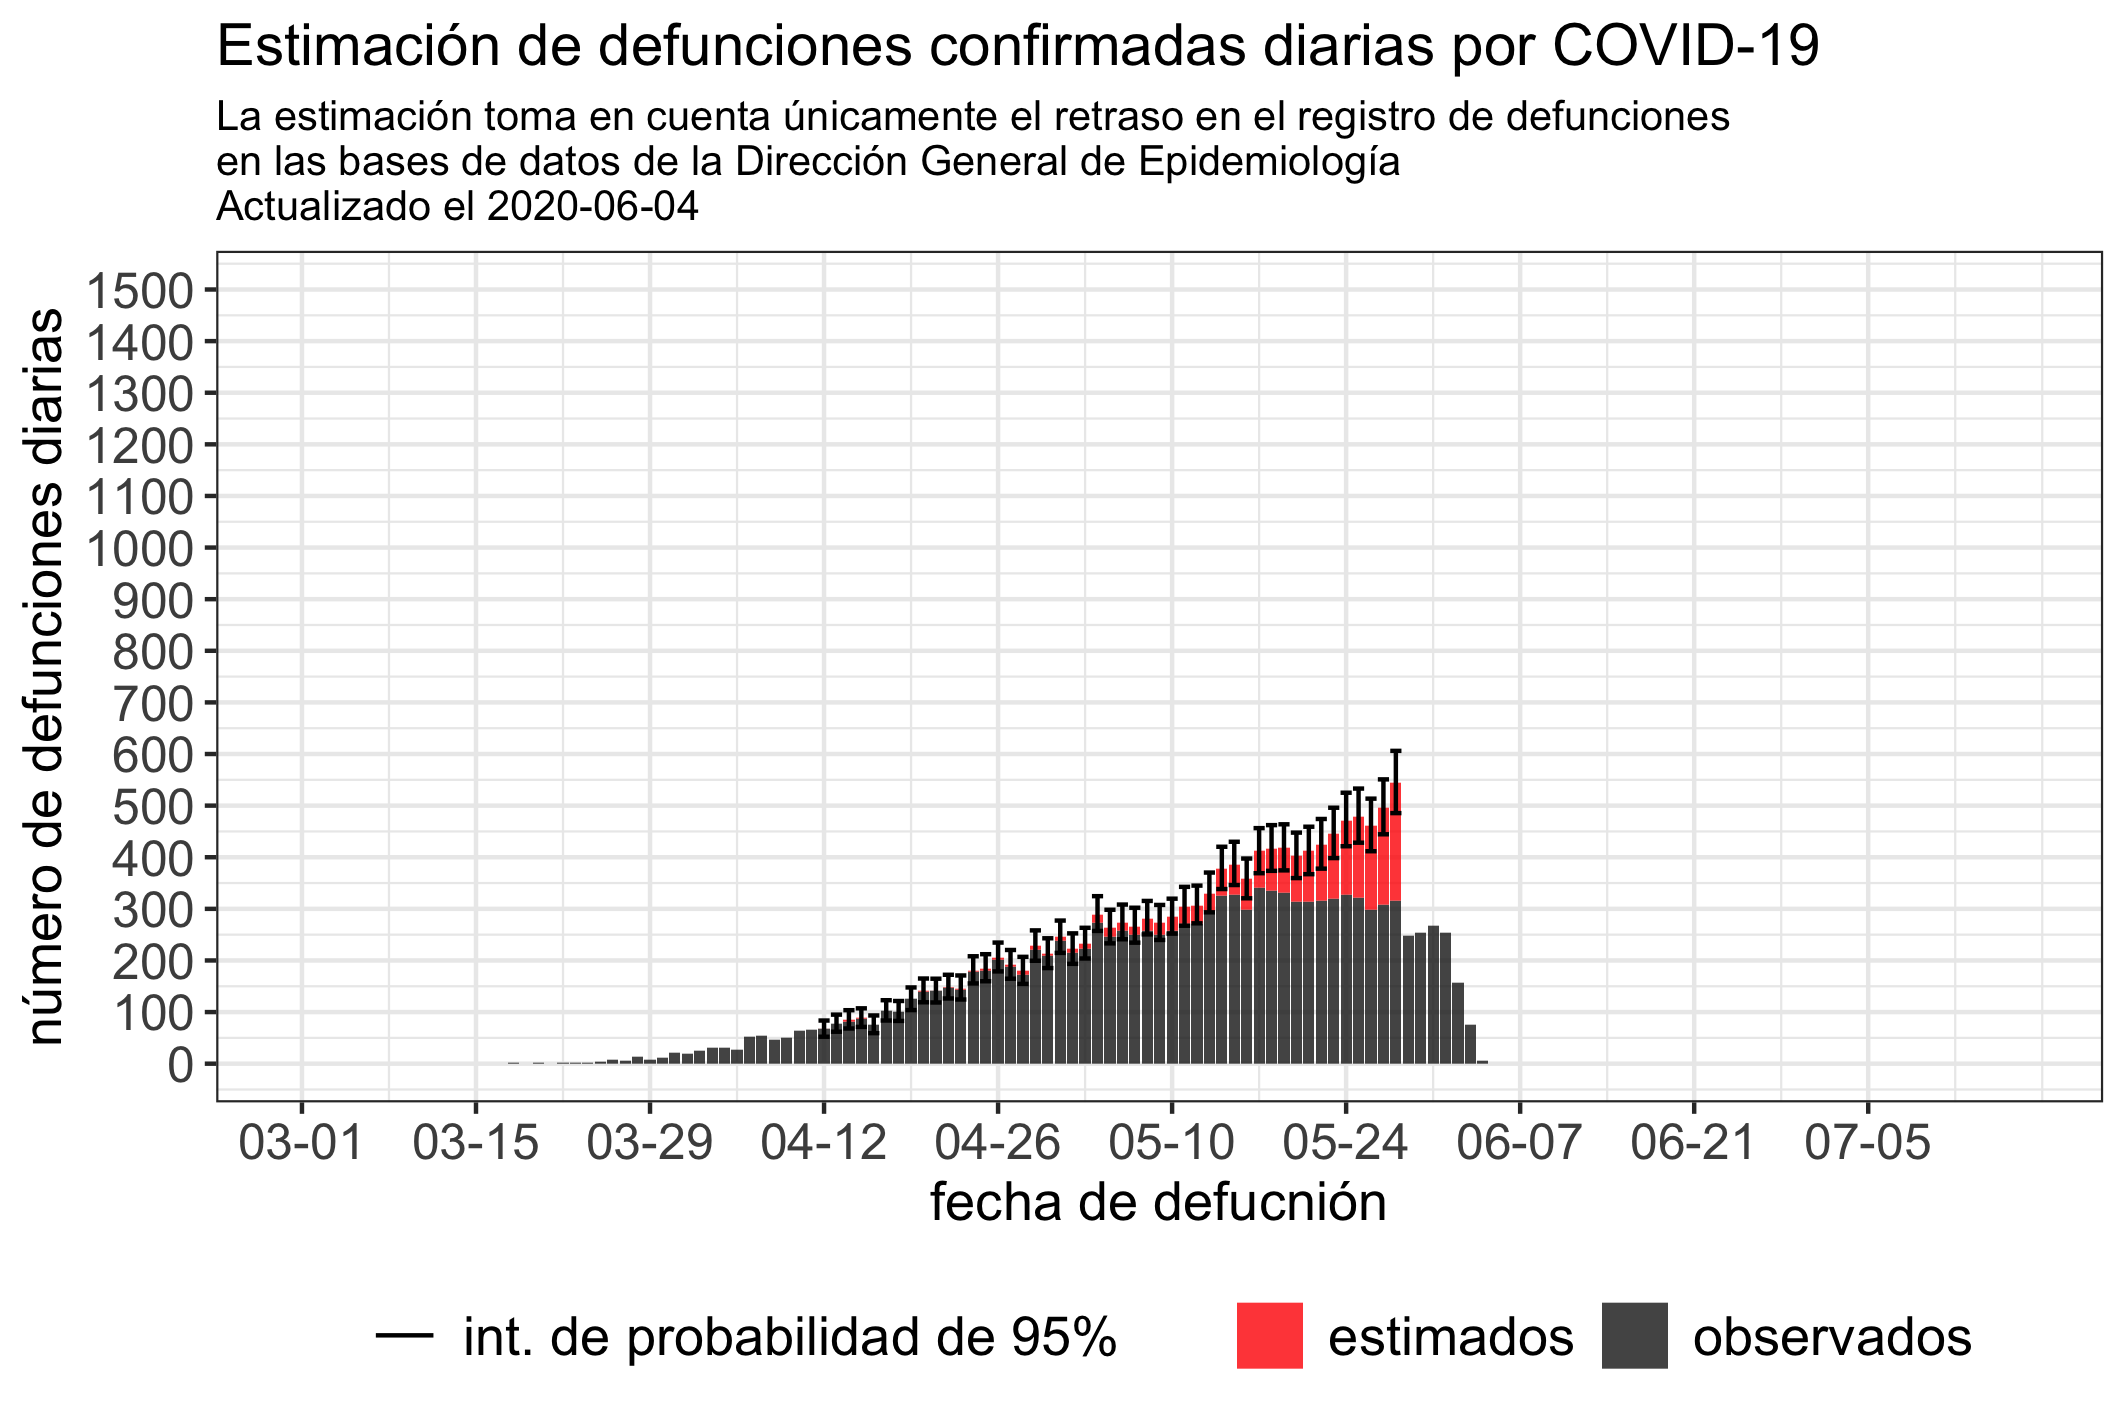 Estimación de defunciones confirmadas diarias por COVID-19
La estimación toma en cuenta únicamente el retraso en el registro de defunciones
en las bases de datos de la Dirección General de Epidemiología
Actualizado el 2020-06-04
número de defunciones diarias
1500
1400
1300
1200
1100
1000
900
800
700
600
500
400
300
200
100
0
03-01 03-15 03-29 04-12 04-26 05-10 05-24 06-07 06-21 07-05
fecha de defucnión
int. de probabilidad de 95% estimados observados